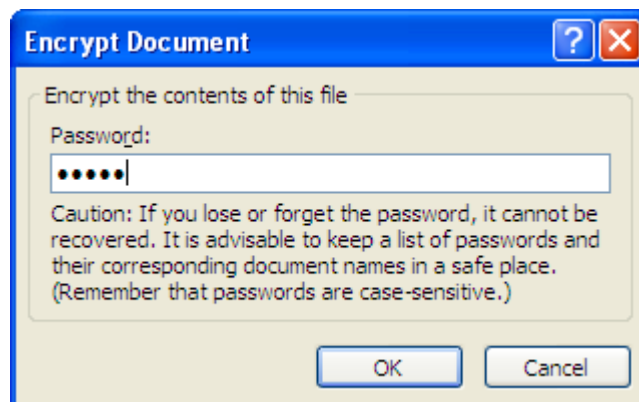 Encrypt Document
Encrypt the contents of this file
Password:
•••••
Caution: If you lose or forget the password, it cannot be
recovered. It is advisable to keep a list of passwords and
their corresponding document names in a safe place.
(Remember that passwords are case-sensitive.)
OK Cancel